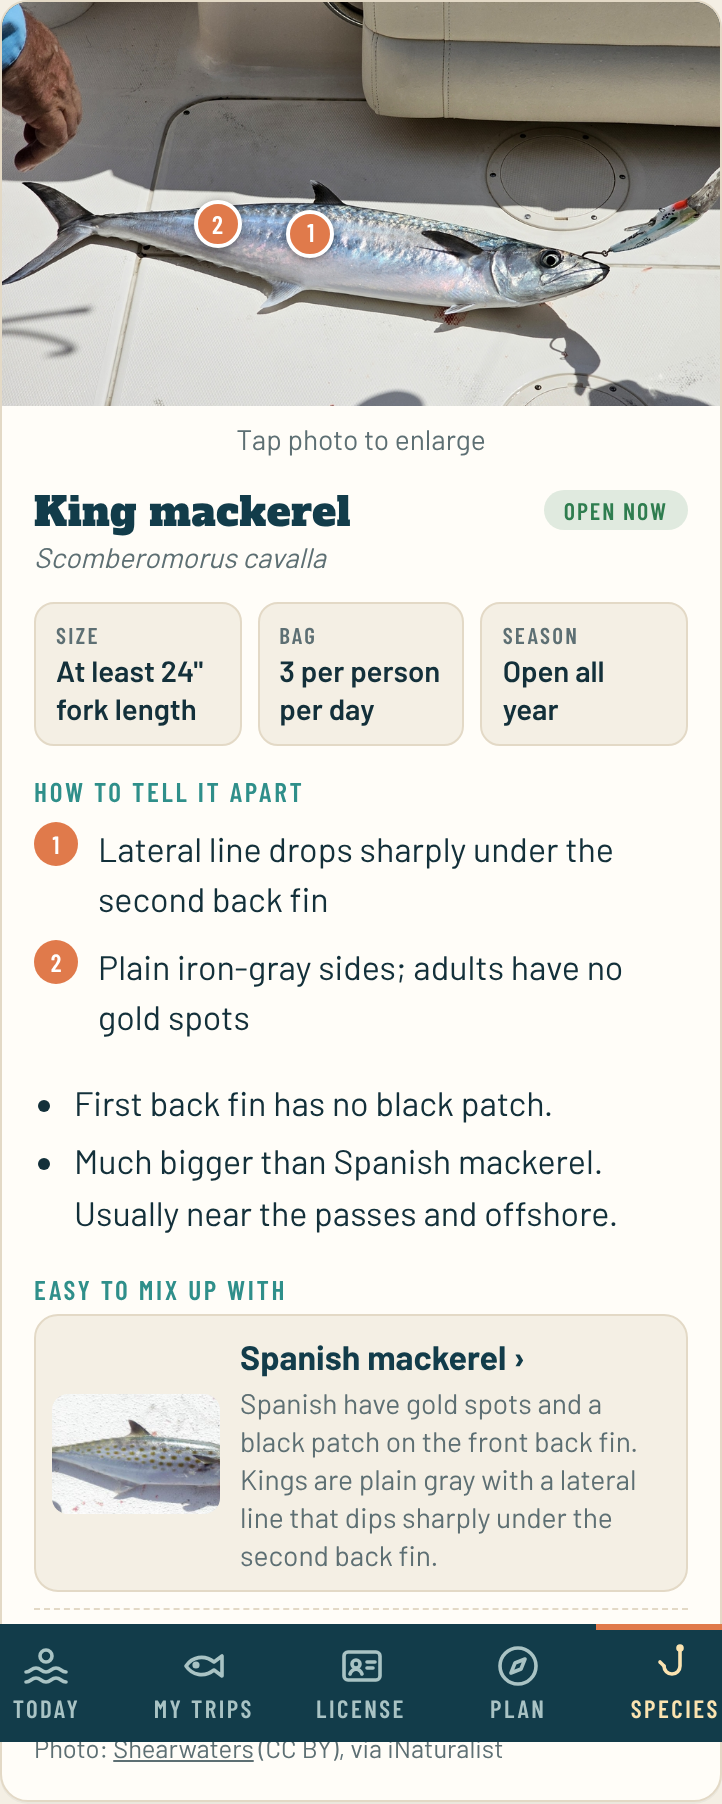 2
1
Tap photo to enlarge
King mackerel
OPEN NOW
Scomberomorus cavalla
SIZE
At least 24"
fork length
BAG
3 per person
per day
SEASON
Open all
year
HOW TO TELL IT APART
1 Lateral line drops sharply under the
second back fin
2 Plain iron-gray sides; adults have no
gold spots
• First back fin has no black patch.
• Much bigger than Spanish mackerel.
Usually near the passes and offshore.
EASY TO MIX UP WITH
Spanish mackerel ›
Spanish have gold spots and a
black patch on the front back fin.
Kings are plain gray with a lateral
line that dips sharply under the
second back fin.
TODAY
MY TRIPS
LICENSE
PLAN
SPECIES
Photo: Shearwaters (CC BY), via iNaturalist